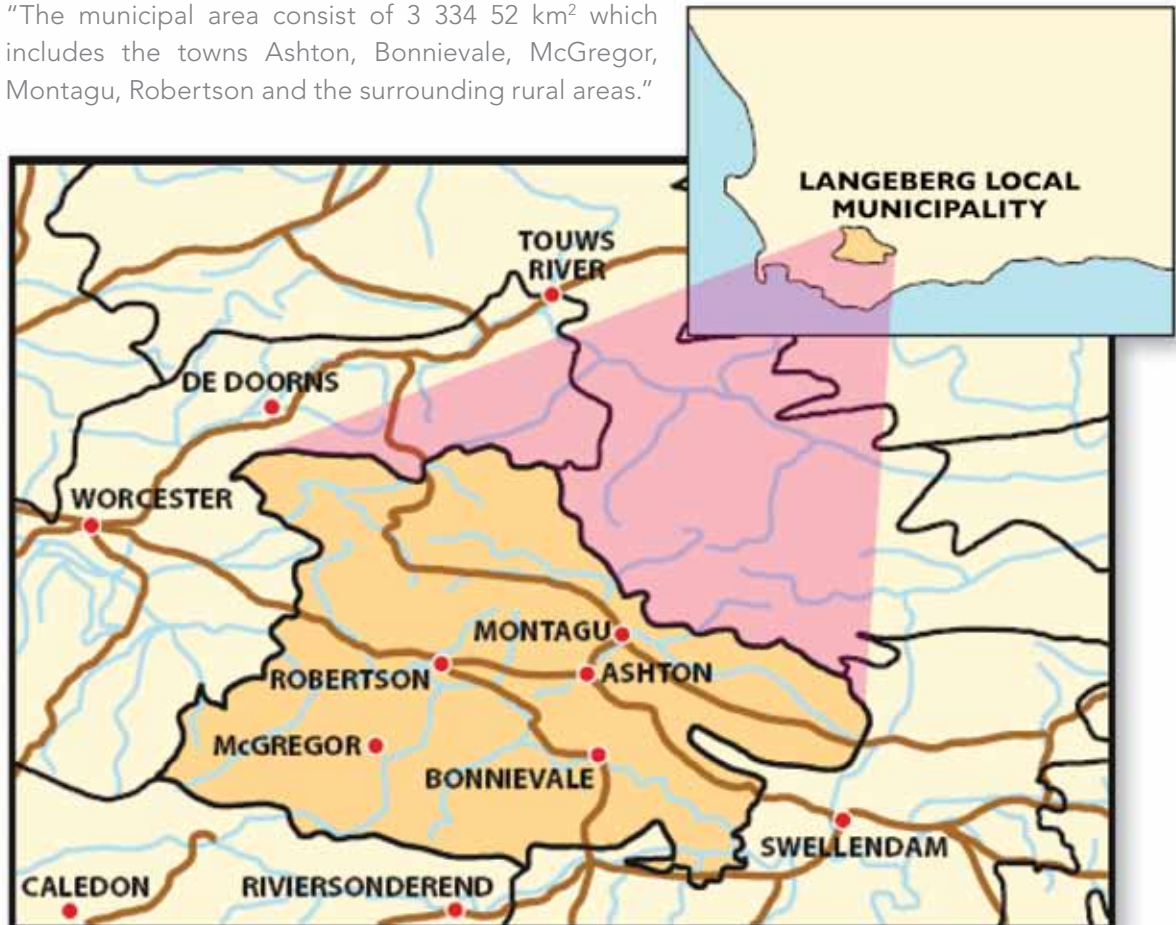 “The municipal area consist of 3 334 52 km² which
includes the towns Ashton, Bonnievale, McGregor,
Montagu, Robertson and the surrounding rural areas.”
LANGEBERG LOCAL
MUNICIPALITY
TOUWS
RIVER
DE DOORNS
WORCESTER
MONTAGU
ROBERTSON
ASHTON
McGREGOR
BONNIEVALE
SWELLENDAM
CALEDON
RIVIERSONDEREND